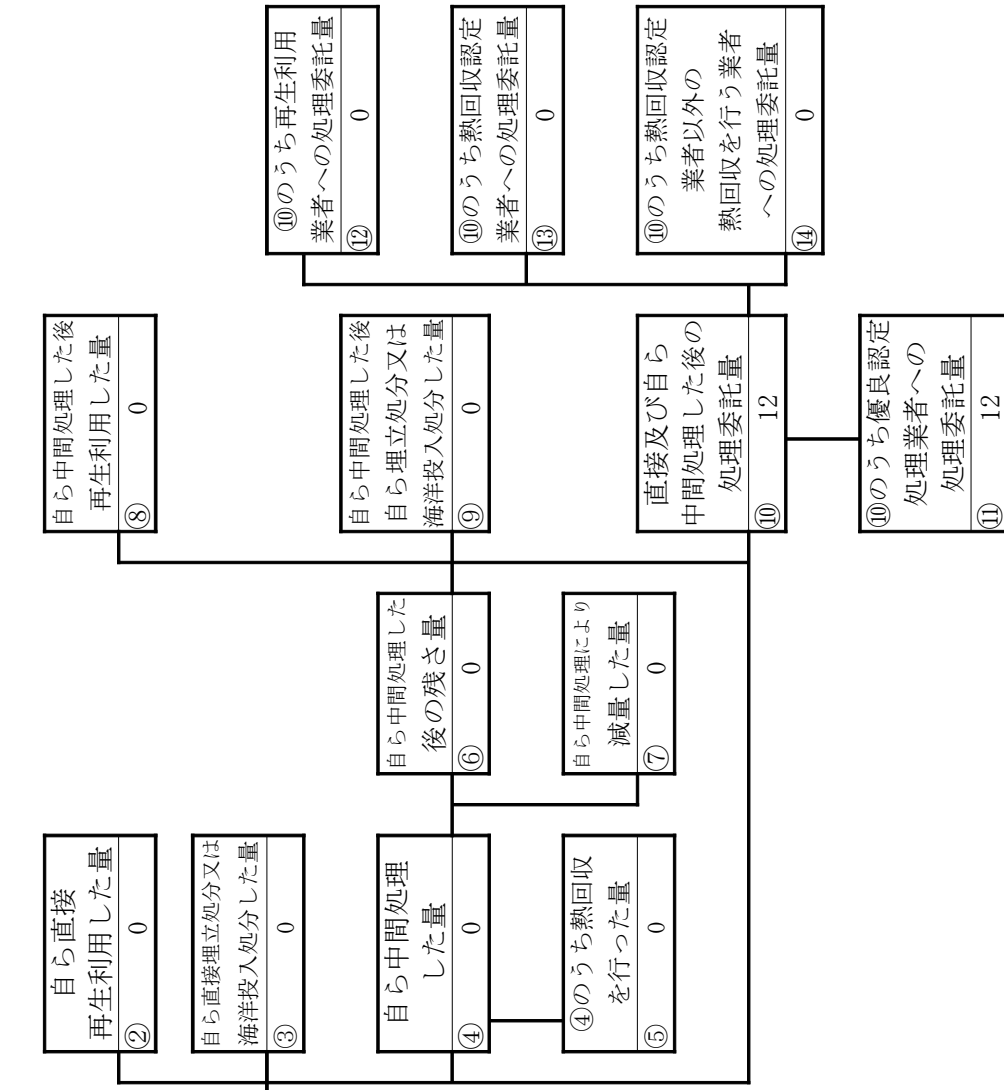 自ら直接
再生利用した量
② 0
自ら直接埋立処分又は
海洋投入処分した量
③ 0
自ら中間処理
した量
④ 0
④のうち熱回収
を行った量
⑤ 0
自ら中間処理した
後の残さ量
⑥ 0
自ら中間処理により
減量した量
⑦ 0
自ら中間処理した後
再生利用した量
⑧ 0
自ら中間処理した後
自ら埋立処分又は
海洋投入処分した量
⑨ 0
直接及び自ら
中間処理した後の
処理委託量
⑩ 12
⑩のうち優良認定
処理業者への
処理委託量
⑪ 12
⑩のうち再生利用
業者への処理委託量
⑫ 0
⑩のうち熱回収認定
業者への処理委託量
⑬ 0
⑩のうち熱回収認定
業者以外の
熱回収を行う業者
への処理委託量
⑭ 0